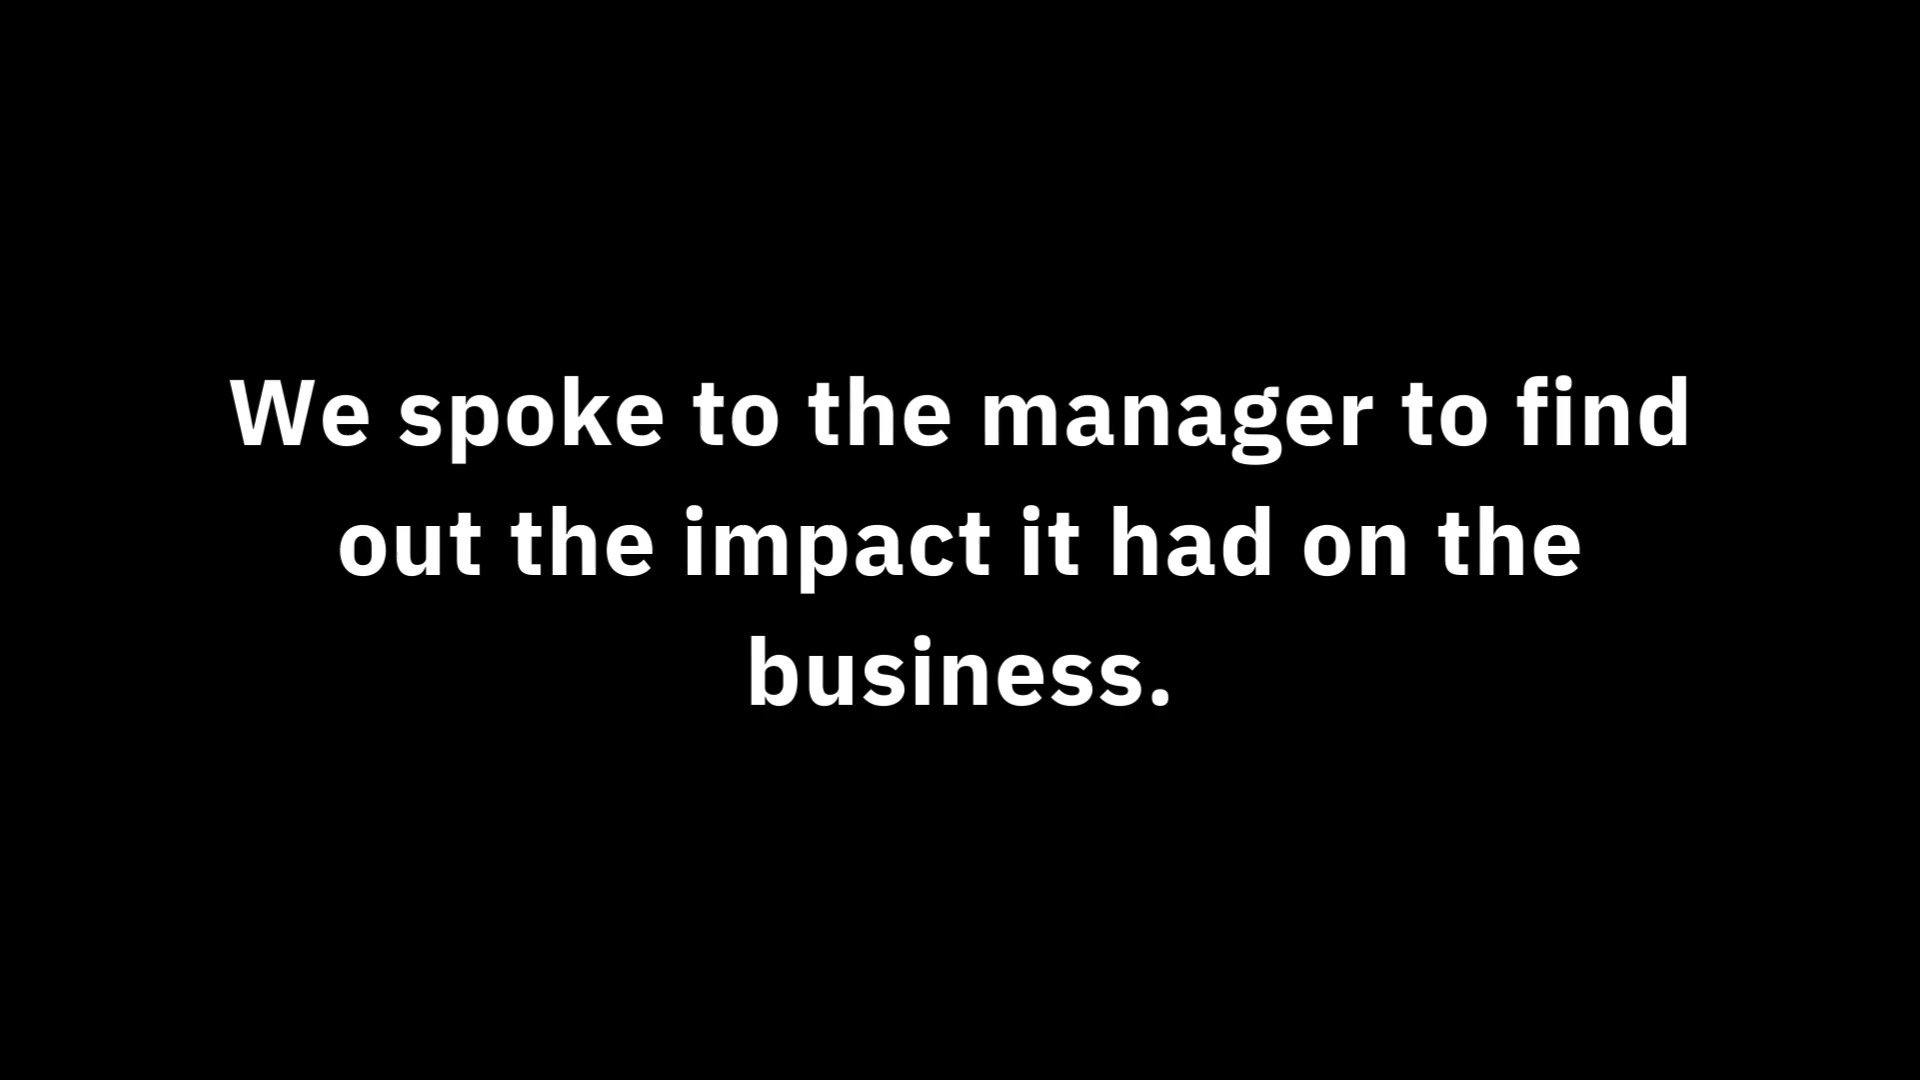 We spoke to the manager to find
out the impact it had on the
business.